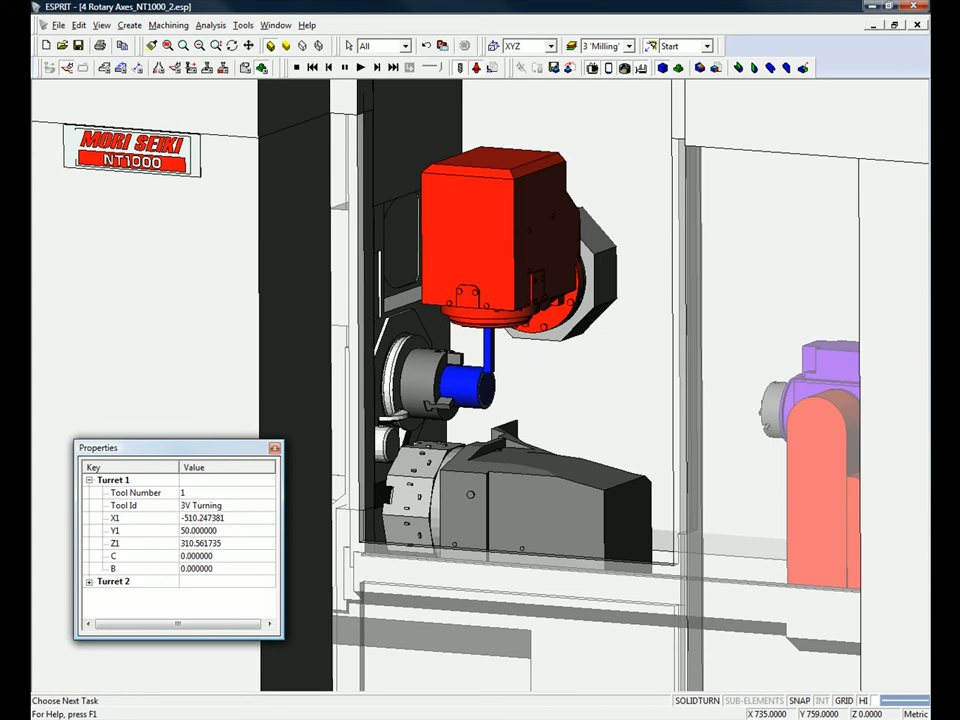 ESPRIT - [4 Rotary Axes_NT1000_2.esp]
File Edit View Create Machining Analysis Tools Window Help
All XYZ 3 'Milling' Start
MORI SEIKI
NT1000
Properties
Key Value
Turret 1
Tool Number 1
Tool Id 3V Turning
X1 -510.247381
Y1 50.000000
Z1 310.561735
C 0.000000
B 0.000000
Turret 2
Choose Next Task SOLIDTURN SUB-ELEMENTS SNAP INT GRID HI
For Help, press F1 X 735.0000 Y 759.0000 Z 0.0000 Metric